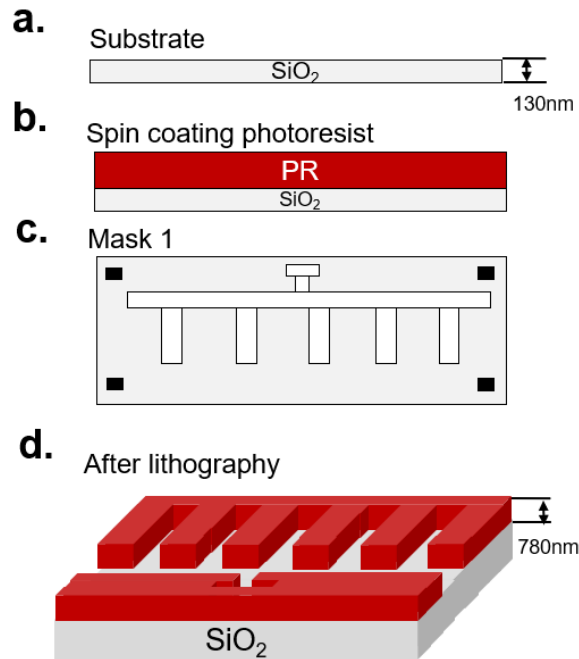 a.
Substrate
SiO₂
130nm
b.
Spin coating photoresist
PR
SiO₂
c.
Mask 1
d.
After lithography
780nm
SiO₂